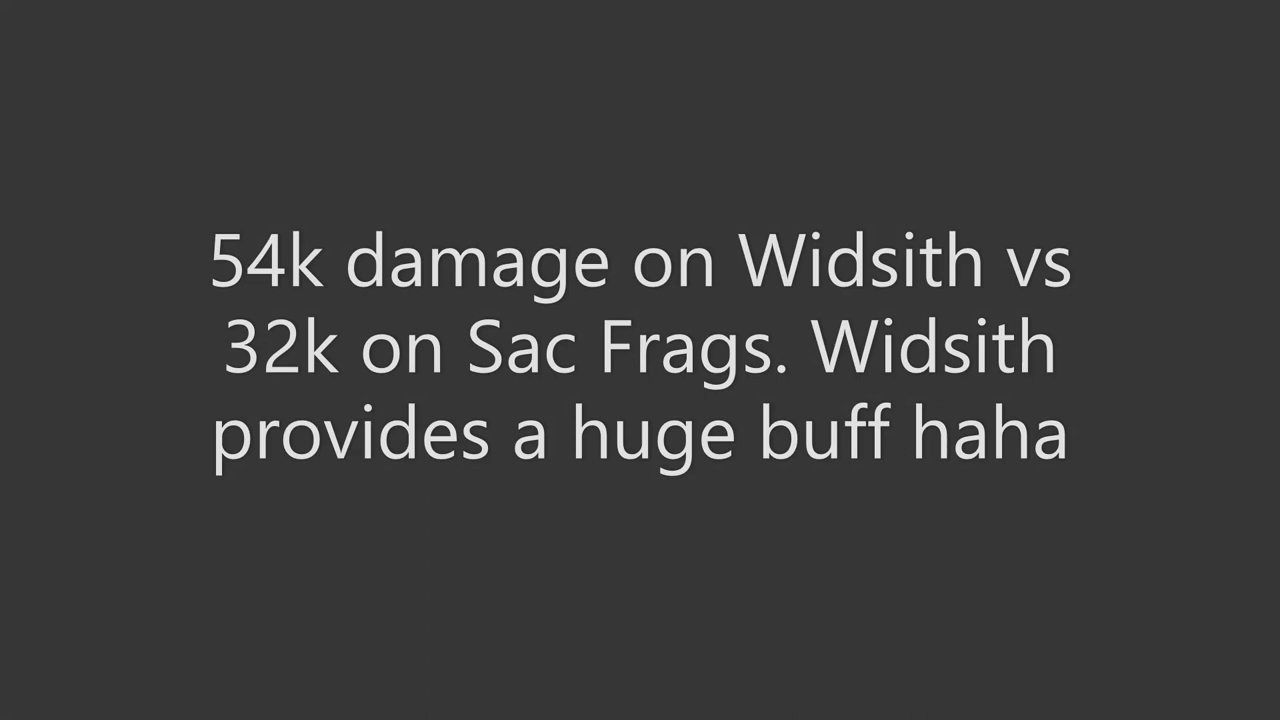 54k damage on Widsith vs
32k on Sac Frags. Widsith
provides a huge buff haha